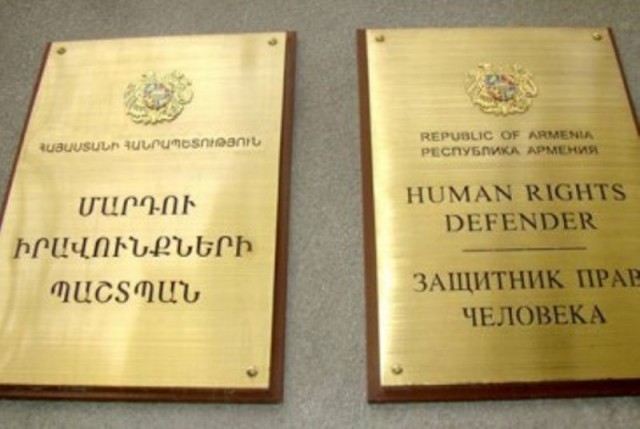 ՀԱՅԱՍՏԱՆԻ ՀԱՆՐԱՊԵՏՈՒԹՅՈՒՆ
ՄԱՐԴՈՒ
ԻՐԱՎՈՒՆՔՆԵՐԻ
ՊԱՇՏՊԱՆ
REPUBLIC OF ARMENIA
РЕСПУБЛИКА АРМЕНИЯ
HUMAN RIGHTS
DEFENDER
ЗАЩИТНИК ПРАВ
ЧЕЛОВЕКА